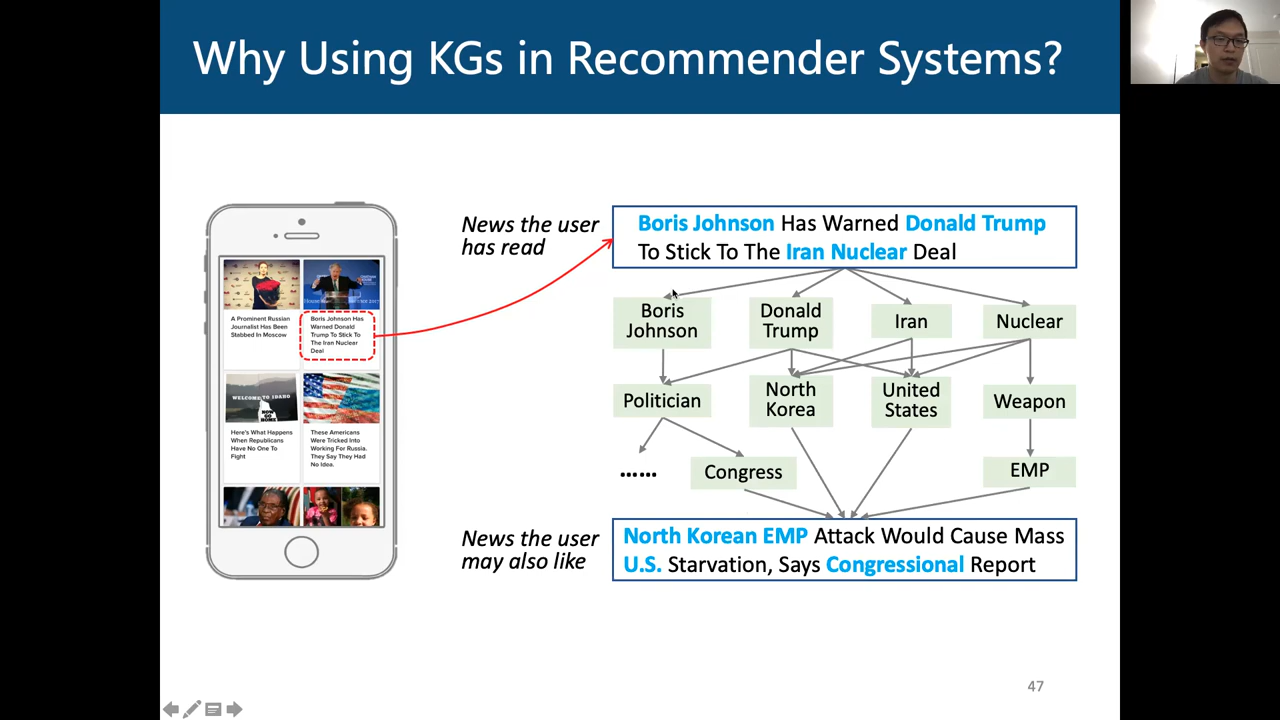 Why Using KGs in Recommender Systems?
News the user
has read
Boris Johnson Has Warned Donald Trump
To Stick To The Iran Nuclear Deal
A Prominent Russian
Journalist Has Been
Stabbed In Moscow
Boris Johnson Has
Warned Donald
Trump To Stick To
The Iran Nuclear
Deal
WELCOME TO IDAHO
NOW
GO
HOME
Here's What Happens
When Republicans
Have No One To
Fight
These Americans
Were Tricked Into
Working For Russia.
They Say They Had
No Idea.
Boris
Johnson
Donald
Trump
Iran
Nuclear
Politician
North
Korea
United
States
Weapon
......
Congress
EMP
News the user
may also like
North Korean EMP Attack Would Cause Mass
U.S. Starvation, Says Congressional Report
47